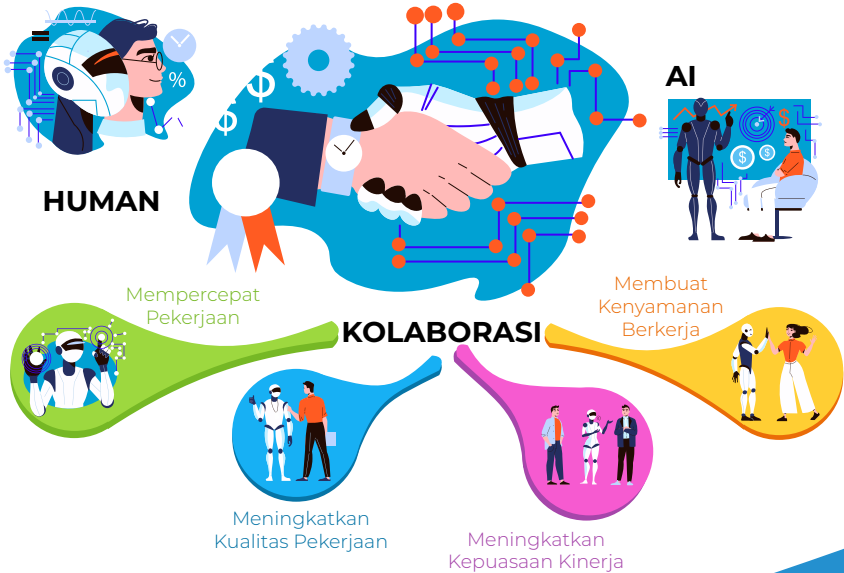 HUMAN
AI
%
$
$
$
$
$
Mempercepat
Pekerjaan
KOLABORASI
Membuat
Kenyamanan
Berkerja
Meningkatkan
Kualitas Pekerjaan
Meningkatkan
Kepuasaan Kinerja